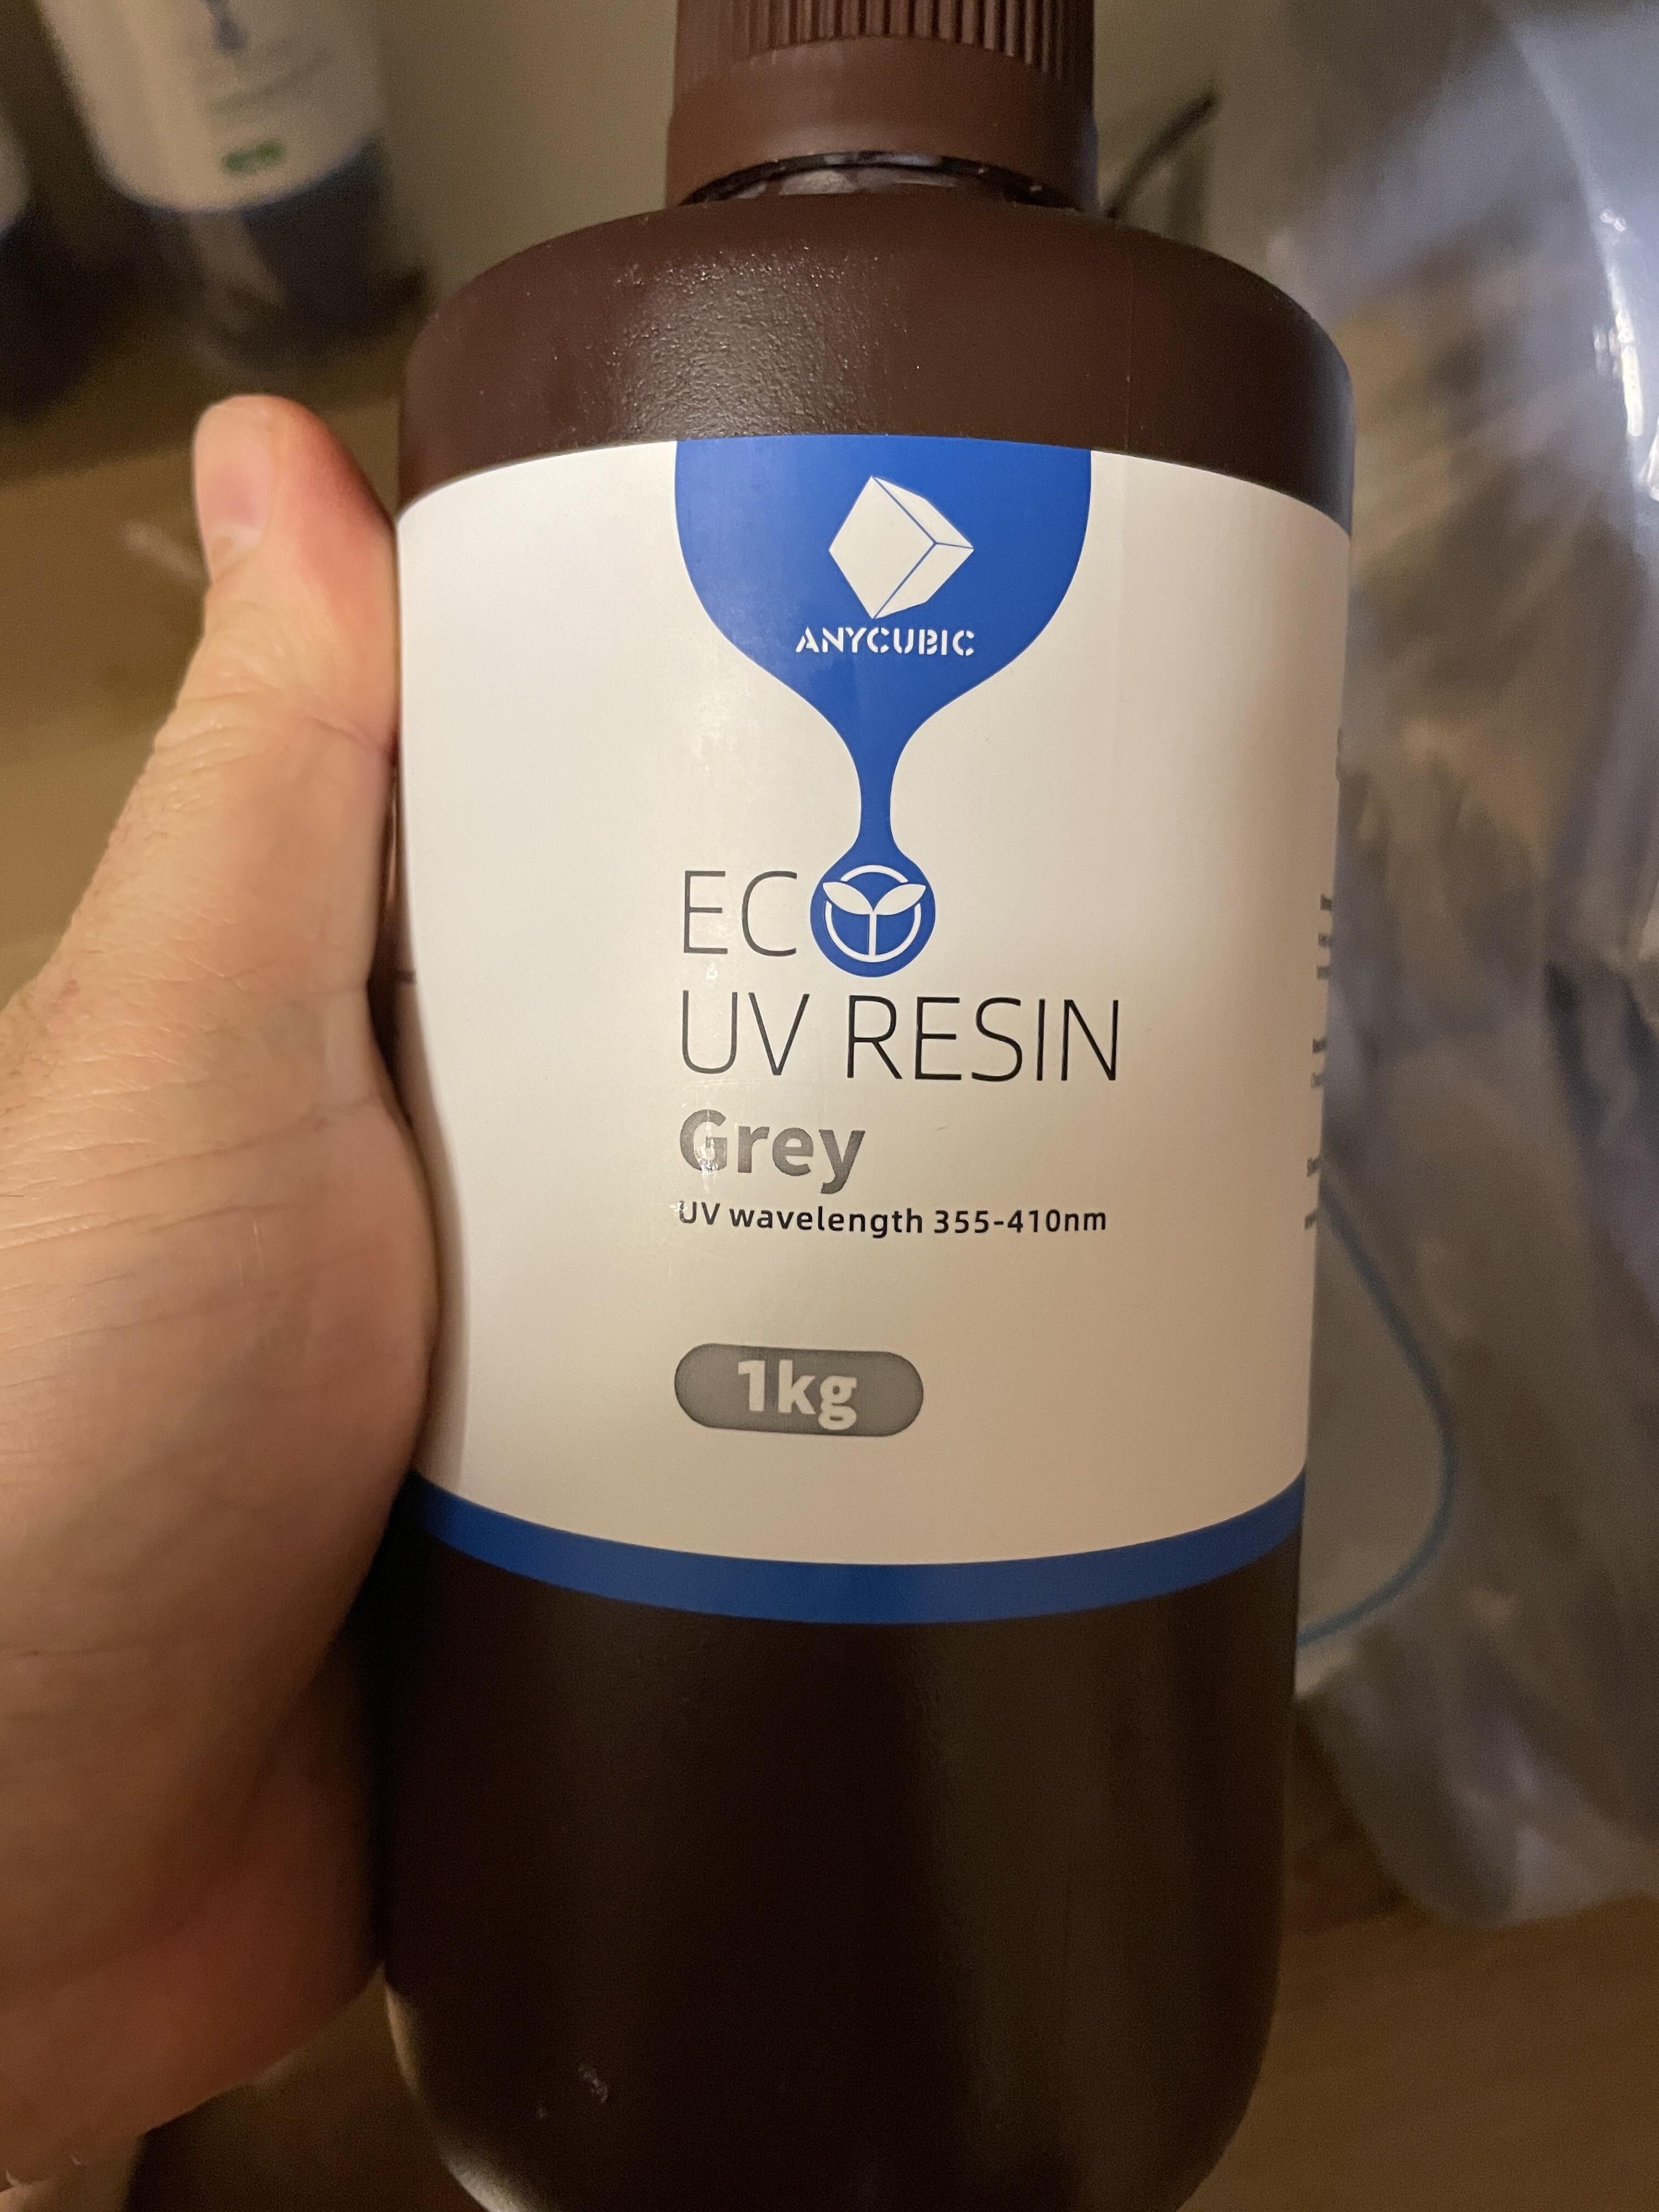 ANYCUBIC
ECO
UV RESIN
Grey
UV wavelength 355-410nm
1kg